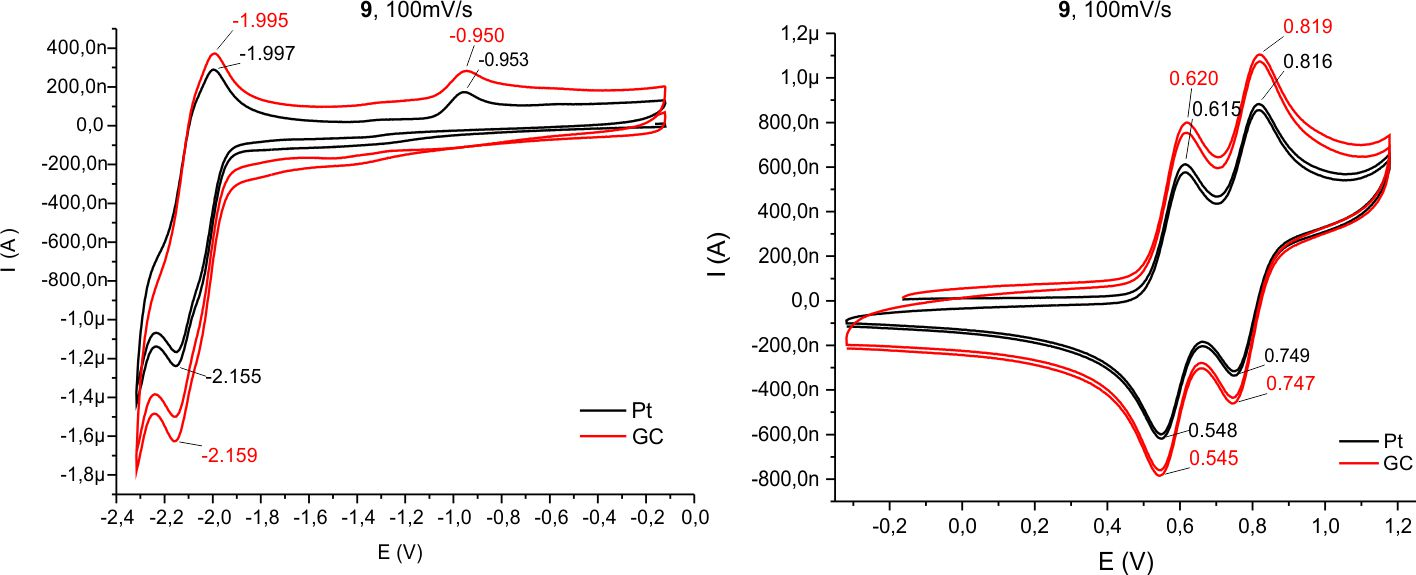 9, 100mV/s
-1.995
-1.997
-0.950
-0.953
400,0n
200,0n
0,0
-200,0n
-400,0n
-600,0n
-800,0n
-1,0µ
-1,2µ
-1,4µ
-1,6µ
-1,8µ
I (A)
-2.155
-2.159
Pt
GC
-2,4 -2,2 -2,0 -1,8 -1,6 -1,4 -1,2 -1,0 -0,8 -0,6 -0,4 -0,2 0,0
E (V)
9, 100mV/s
0.819
0.816
0.620
0.615
1,2µ
1,0µ
800,0n
600,0n
400,0n
200,0n
0,0
-200,0n
-400,0n
-600,0n
-800,0n
I (A)
0.749
0.747
0.548
0.545
Pt
GC
-0,2 0,0 0,2 0,4 0,6 0,8 1,0 1,2
E (V)